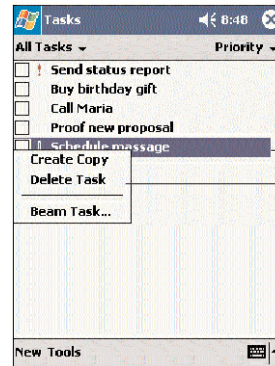 Tasks 8:48
All Tasks Priority
! Send status report
Buy birthday gift
Call Maria
Proof new proposal
Schedule massage
Create Copy
Delete Task
Beam Task...
New Tools